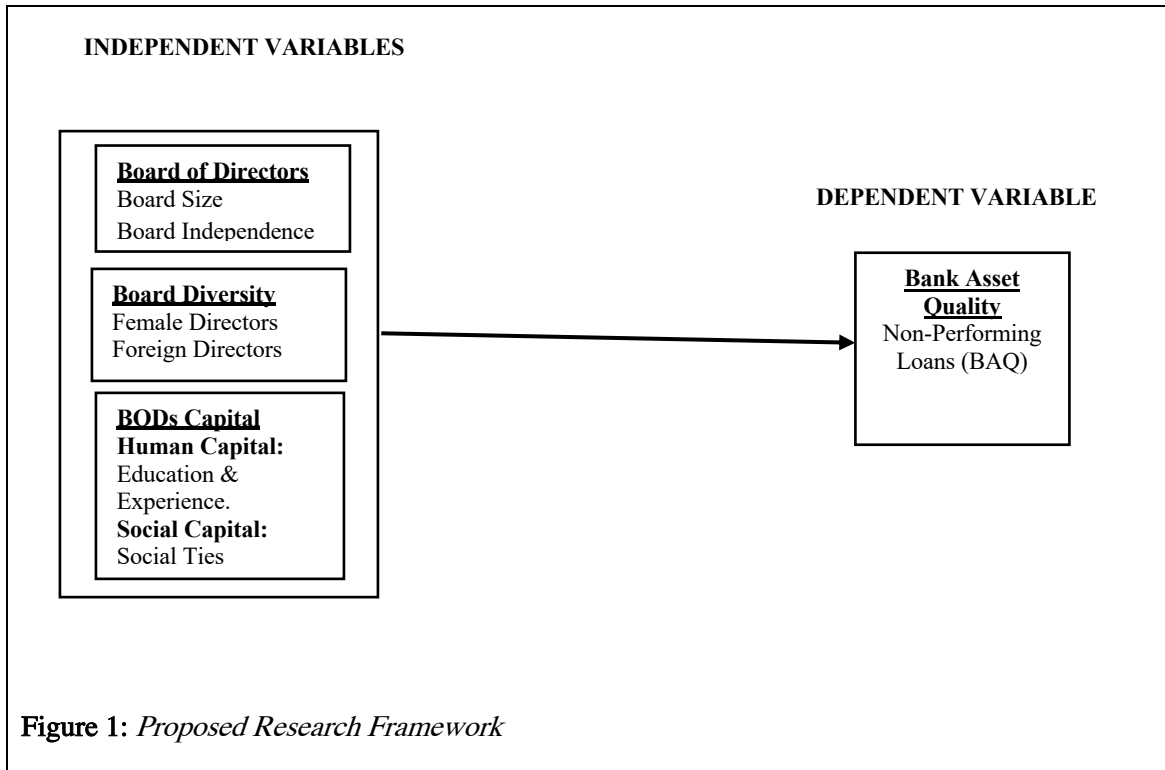 INDEPENDENT VARIABLES
Board of Directors
Board Size
Board Independence
Board Diversity
Female Directors
Foreign Directors
BODs Capital
Human Capital:
Education &
Experience.
Social Capital:
Social Ties
DEPENDENT VARIABLE
Bank Asset
Quality
Non-Performing
Loans (BAQ)
Figure 1: Proposed Research Framework